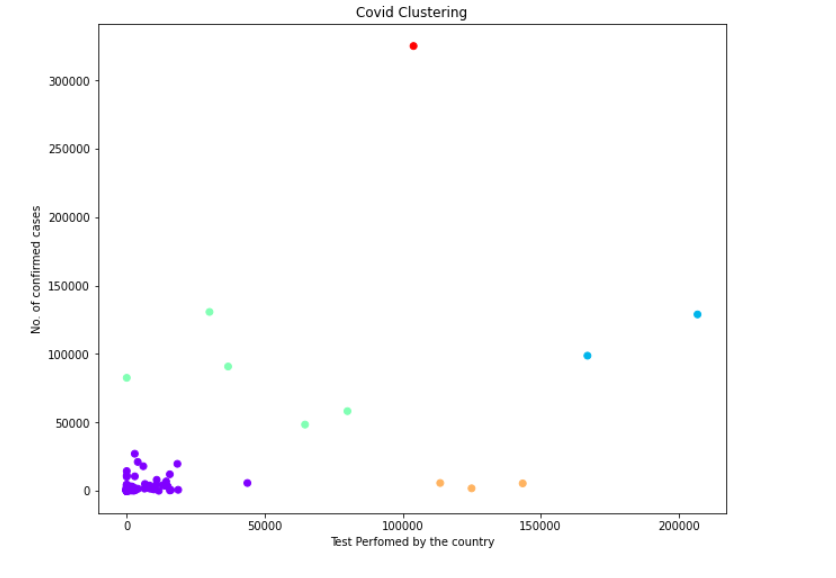 Covid Clustering
300000
250000
200000
150000
100000
50000
0
No. of confirmed cases
0 50000 100000 150000 200000
Test Perfomed by the country